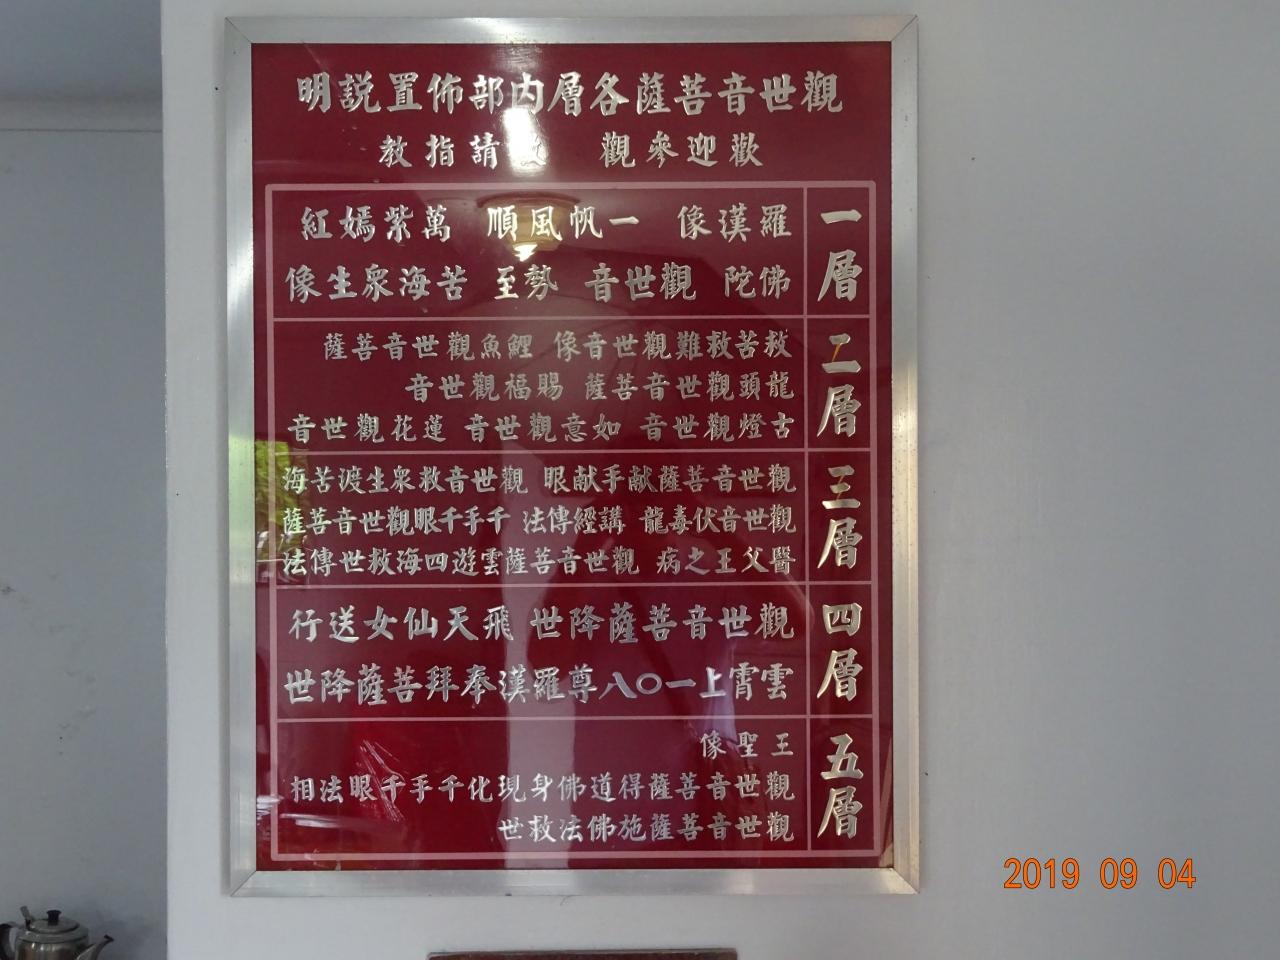 觀世音菩薩各層內部佈置説明
歡迎參觀 請指教
一層
羅漢像 一帆風順 萬紫嫣紅
佛陀 觀世音 勢至 苦海衆生像
二層
救苦救難觀世音像 鯉魚觀世音菩薩
龍頭觀世音菩薩 賜福觀世音
古燈觀世音 如意觀世音 蓮花觀世音
三層
觀世音菩薩献手献眼 觀世音救衆生渡苦海
觀世音伏毒龍 講經傳法 千手千眼觀世音菩薩
醫父王之病 觀世音菩薩雲遊四海救世傳法
四層
觀世音菩薩降世 飛天仙女送行
雲霄上一〇八尊羅漢奉拜菩薩降世
五層
王聖像
觀世音菩薩得道佛身現化千手千眼法相
觀世音菩薩施佛法救世
2019 09 04